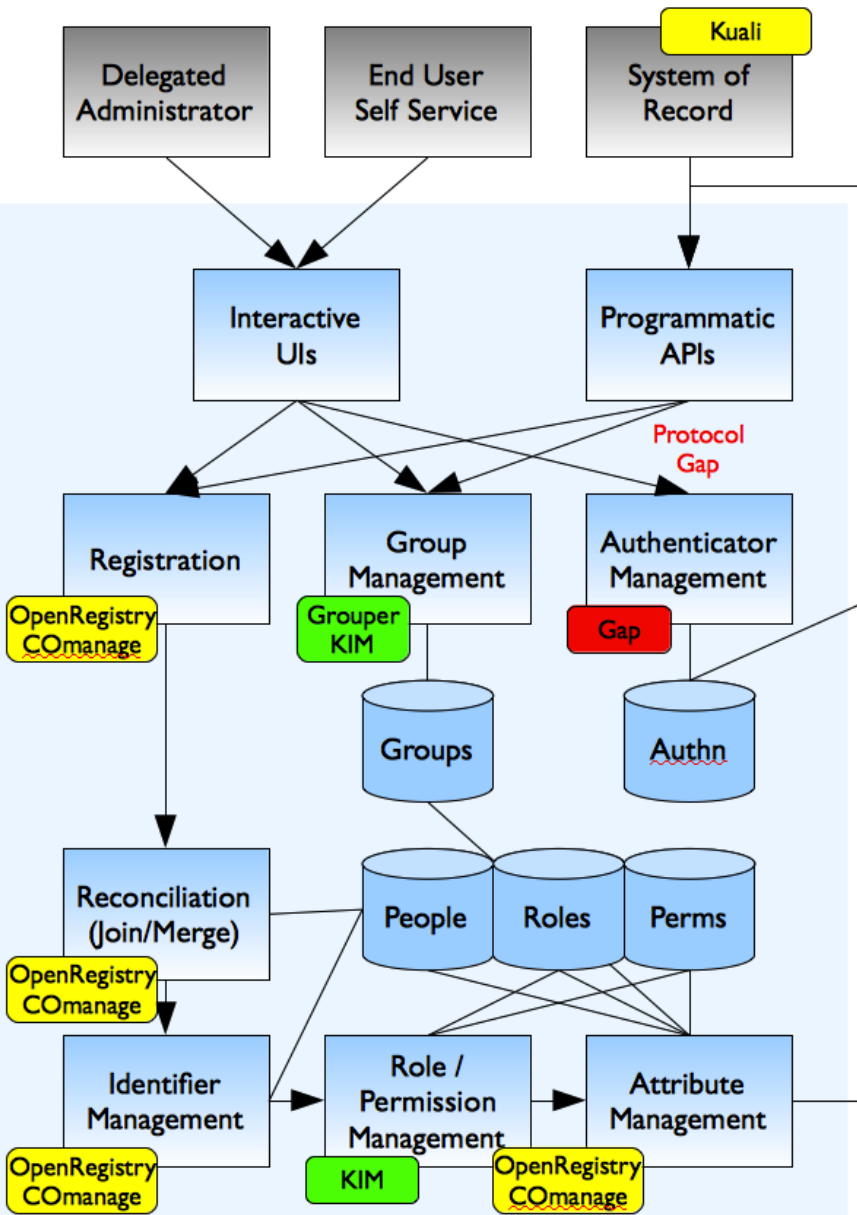 Kuali
Delegated
Administrator
End User
Self Service
System of
Record
Interactive
UIs
Programmatic
APIs
Protocol
Gap
Registration
Group
Management
Authenticator
Management
OpenRegistry
COmanage
Grouper
KIM
Gap
Groups
Authn
Reconciliation
(Join/Merge)
People
Roles
Perms
OpenRegistry
COmanage
Identifier
Management
Role /
Permission
Management
Attribute
Management
OpenRegistry
COmanage
KIM
OpenRegistry
COmanage